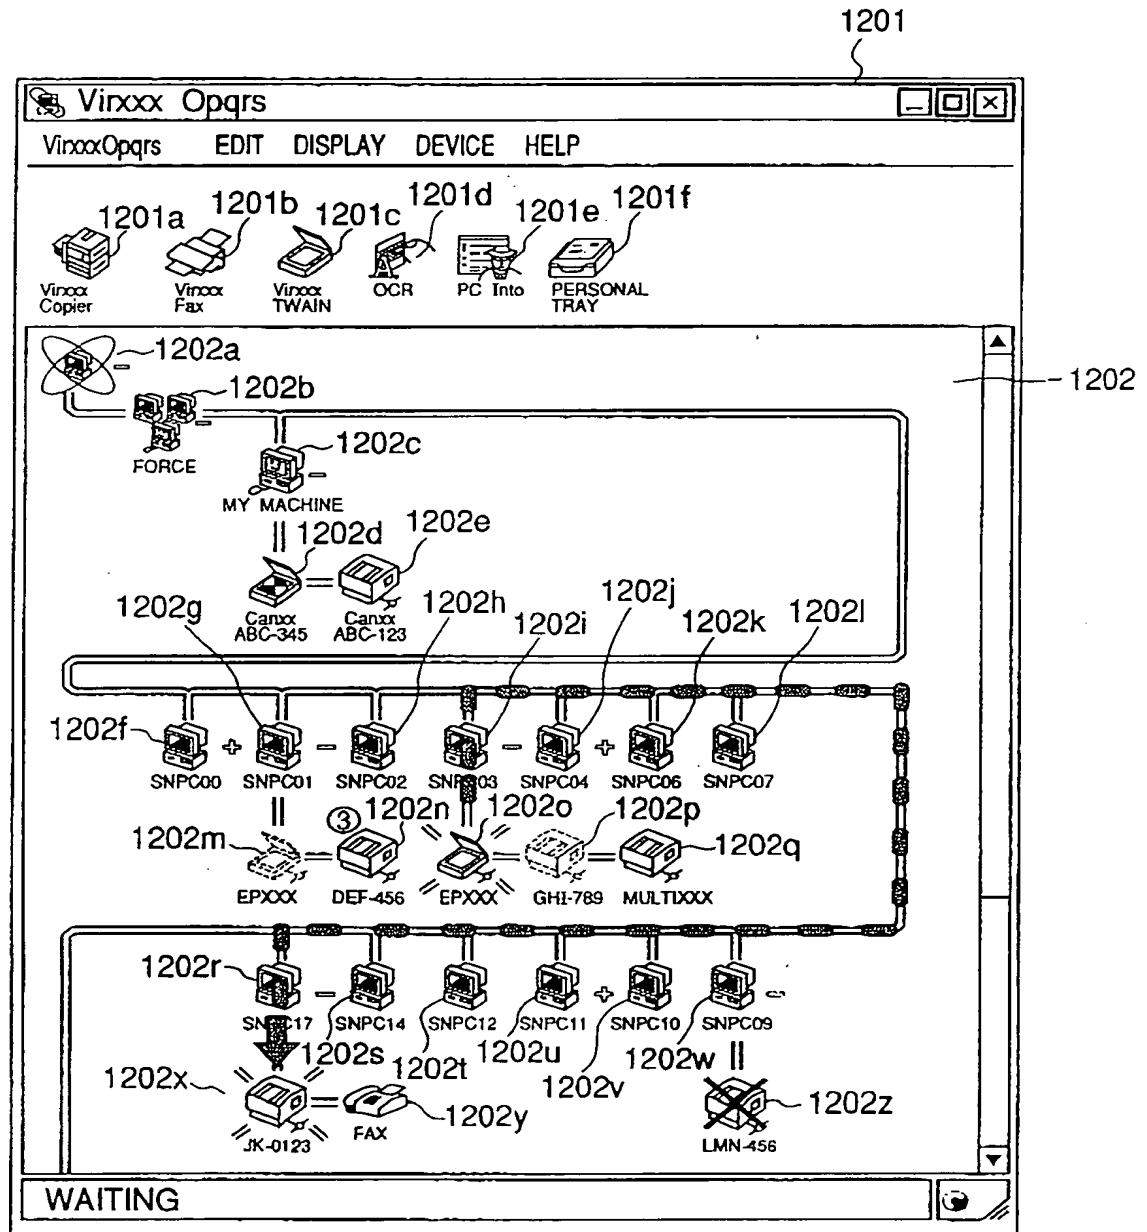 1201
Virxxx Opqrs
VirxxxOpqrs EDIT DISPLAY DEVICE HELP
1201a 1201b 1201c 1201d 1201e 1201f
Virxxx Copier
Virxxx Fax
Virxxx TWAIN
OCR
PC Into
PERSONAL TRAY
1202a
1202b
1202
FORCE
1202c
MY MACHINE
1202d 1202e
Canxx ABC-345
Canxx ABC-123
1202g 1202h 1202i 1202j 1202k 1202l
1202f
SNPC00 + SNPC01 - SNPC02 SNPC03 - SNPC04 + SNPC06 SNPC07
1202m ③ 1202n 1202o 1202p 1202q
EPXXX DEF-456 EPXXX GHI-789 MULTIXXX
1202r
SNPC17 - SNPC14 SNPC12 SNPC11 + SNPC10 SNPC09 -
1202s 1202t 1202u 1202v 1202w
1202x 1202y 1202z
JK-0123 FAX LMN-456
WAITING